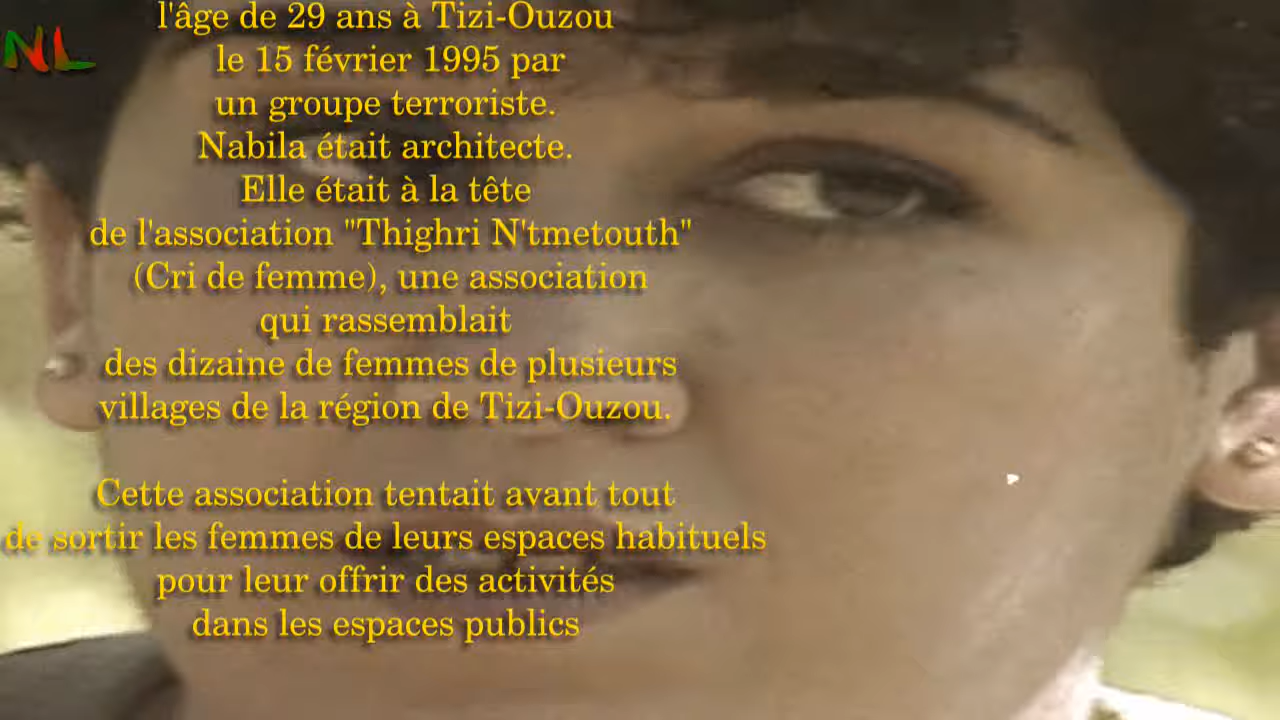 NL
l'âge de 29 ans à Tizi-Ouzou
le 15 février 1995 par
un groupe terroriste.
Nabila était architecte.
Elle était à la tête
de l'association "Thighri N'tmetouth"
(Cri de femme), une association
qui rassemblait
des dizaine de femmes de plusieurs
villages de la région de Tizi-Ouzou.
Cette association tentait avant tout
de sortir les femmes de leurs espaces habituels
pour leur offrir des activités
dans les espaces publics